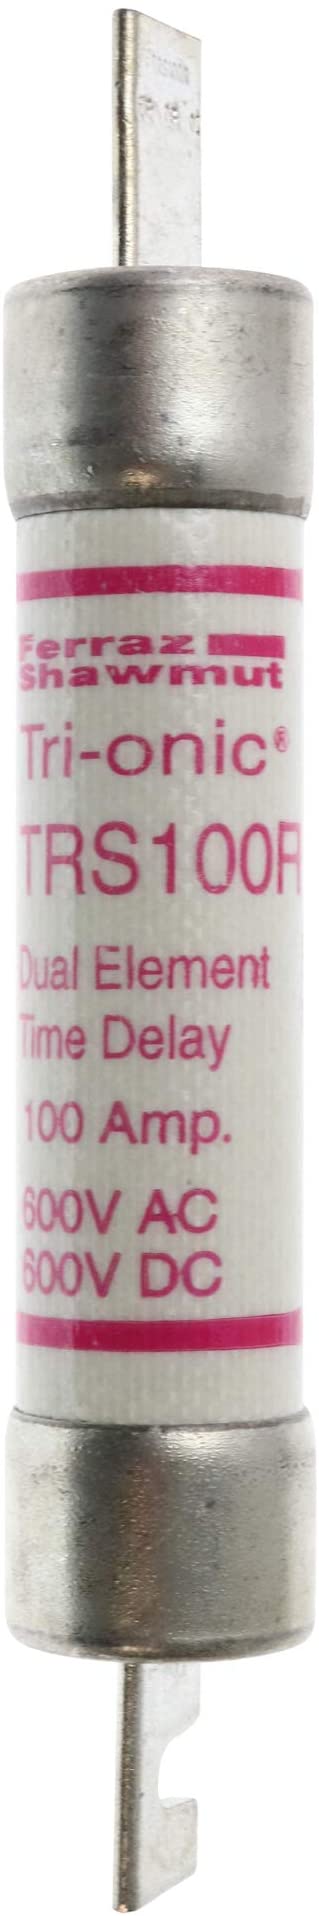 Ferraz
Shawmut
Tri-onic®
TRS100R
Dual Element
Time Delay
100 Amp.
600V AC
600V DC